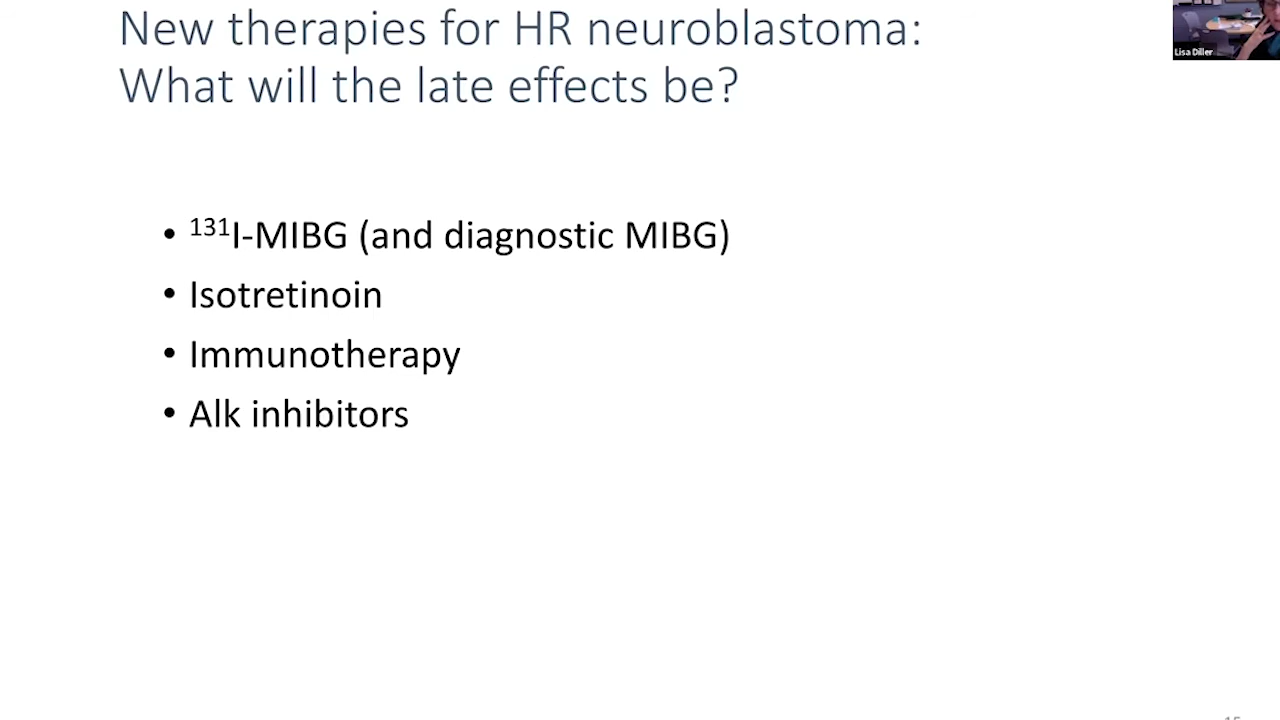 New therapies for HR neuroblastoma:
What will the late effects be?
Lisa Diller
• ¹³¹I-MIBG (and diagnostic MIBG)
• Isotretinoin
• Immunotherapy
• Alk inhibitors